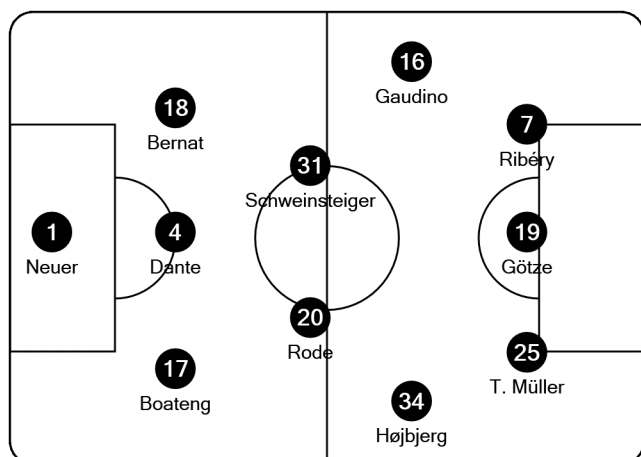 16
Gaudino
18
Bernat
7
Ribéry
31
Schweinsteiger
1
Neuer
4
Dante
19
Götze
20
Rode
17
Boateng
25
T. Müller
34
Højbjerg